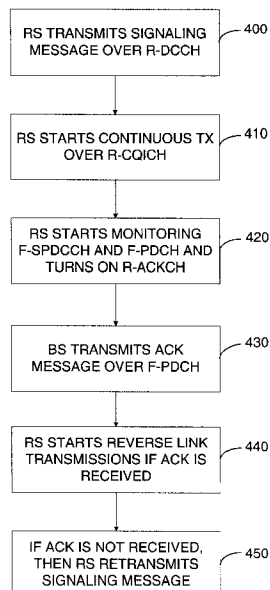 RS TRANSMITS SIGNALING
MESSAGE OVER R-DCCH
400
RS STARTS CONTINUOUS TX
OVER R-CQICH
410
RS STARTS MONITORING
F-SPDCCH AND F-PDCH AND
TURNS ON R-ACKCH
420
BS TRANSMITS ACK
MESSAGE OVER F-PDCH
430
RS STARTS REVERSE LINK
TRANSMISSIONS IF ACK IS
RECEIVED
440
IF ACK IS NOT RECEIVED,
THEN RS RETRANSMITS
SIGNALING MESSAGE
450